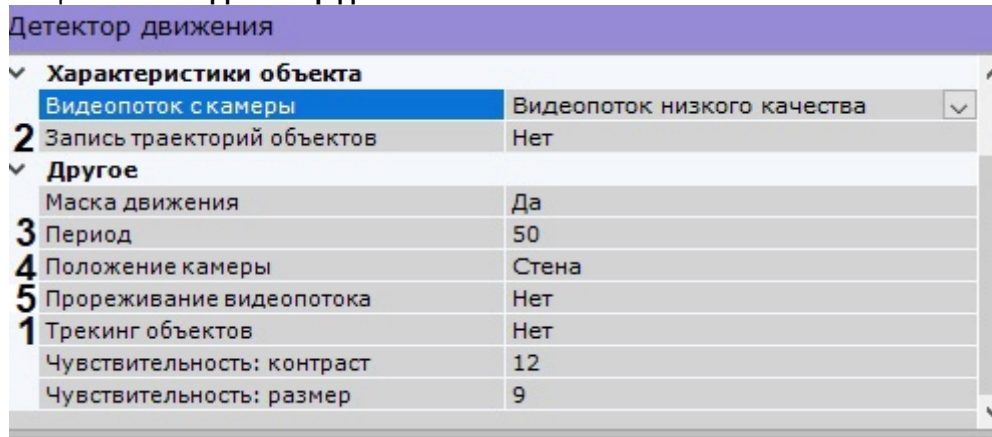 Детектор движения
Характеристики объекта
Видеопоток с камеры Видеопоток низкого качества
2 Запись траекторий объектов Нет
Другое
Маска движения Да
3 Период 50
4 Положение камеры Стена
5 Прореживание видеопотока Нет
1 Трекинг объектов Нет
Чувствительность: контраст 12
Чувствительность: размер 9